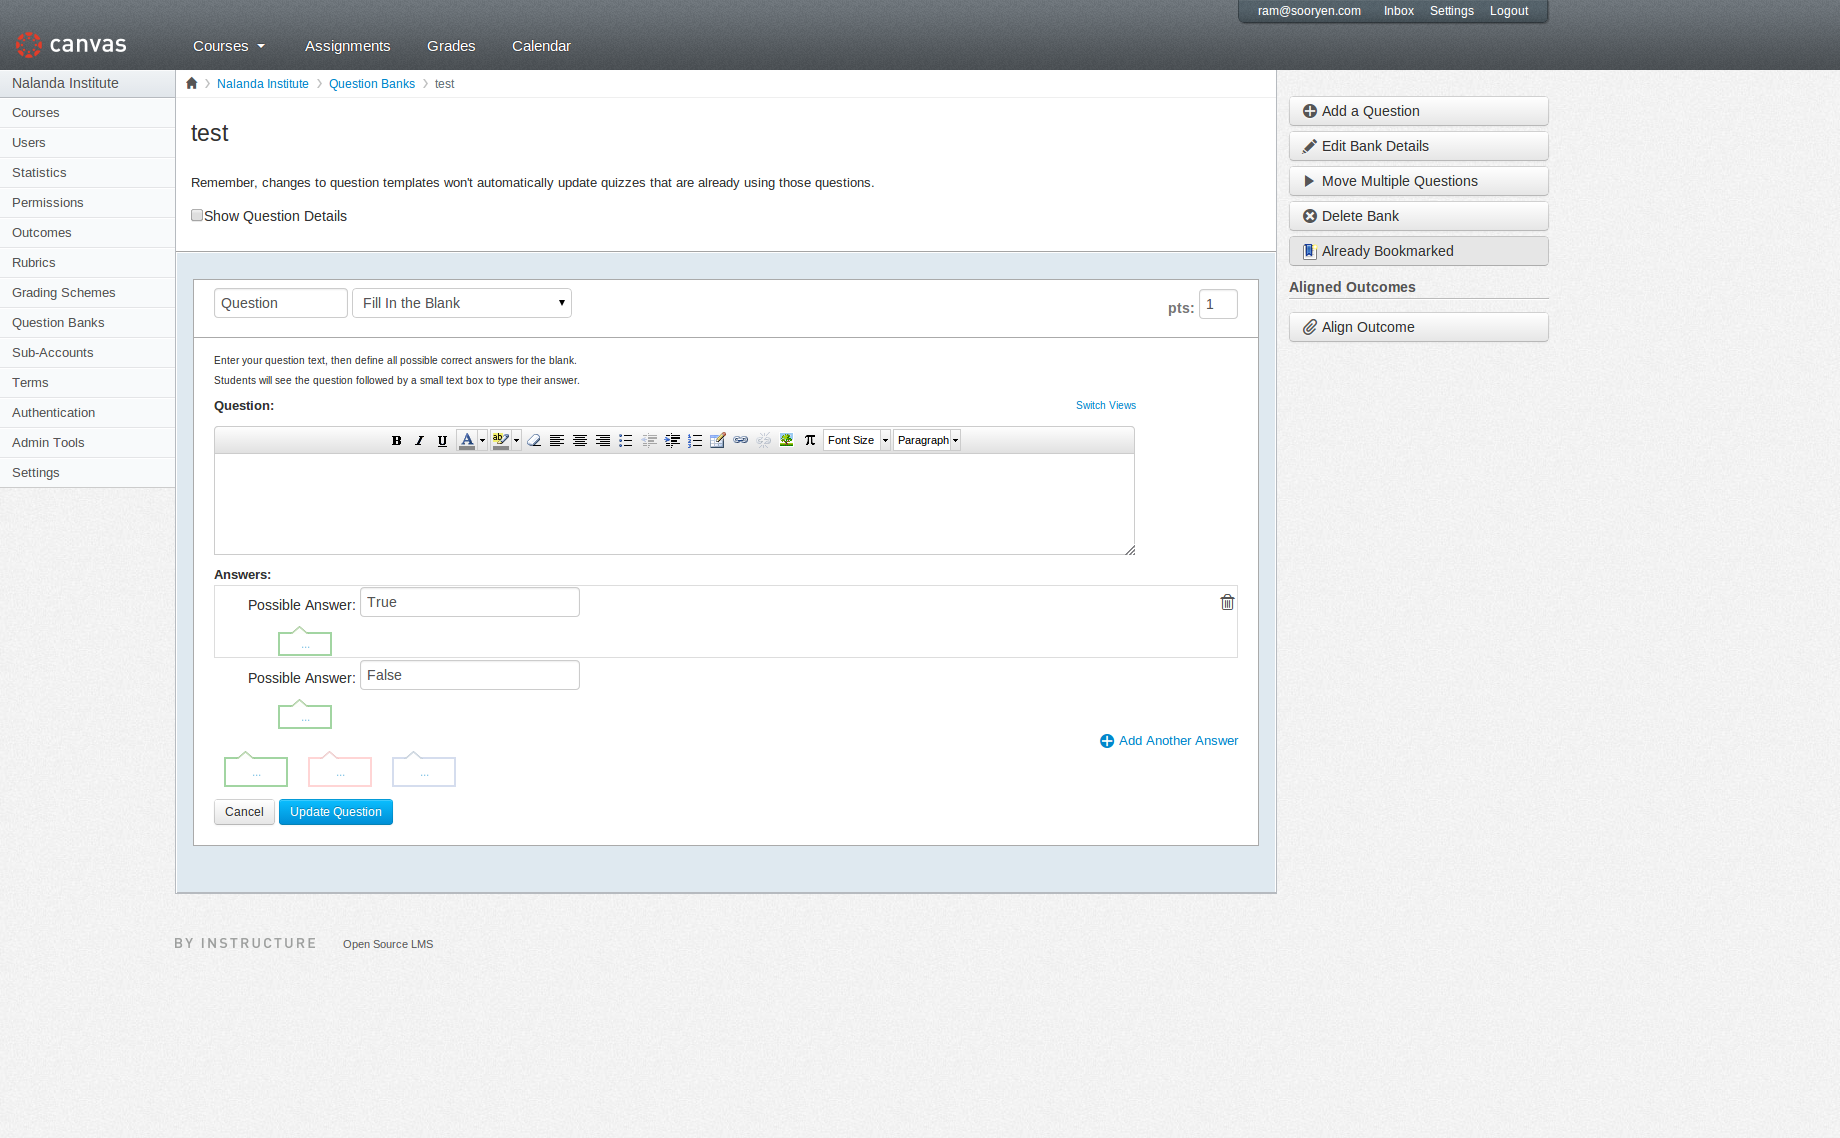 ram@sooryen.com Inbox Settings Logout
canvas Courses Assignments Grades Calendar
Nalanda Institute
Courses
Users
Statistics
Permissions
Outcomes
Rubrics
Grading Schemes
Question Banks
Sub-Accounts
Terms
Authentication
Admin Tools
Settings
Nalanda Institute Question Banks test
test
Remember, changes to question templates won't automatically update quizzes that are already using those questions.
Show Question Details
Question Fill In the Blank pts: 1
Enter your question text, then define all possible correct answers for the blank.
Students will see the question followed by a small text box to type their answer.
Question: Switch Views
B I U A ab π Font Size Paragraph
Answers:
Possible Answer: True
...
Possible Answer: False
...
Add Another Answer
... ... ...
Cancel Update Question
Add a Question
Edit Bank Details
Move Multiple Questions
Delete Bank
Already Bookmarked
Aligned Outcomes
Align Outcome
BY INSTRUCTURE Open Source LMS